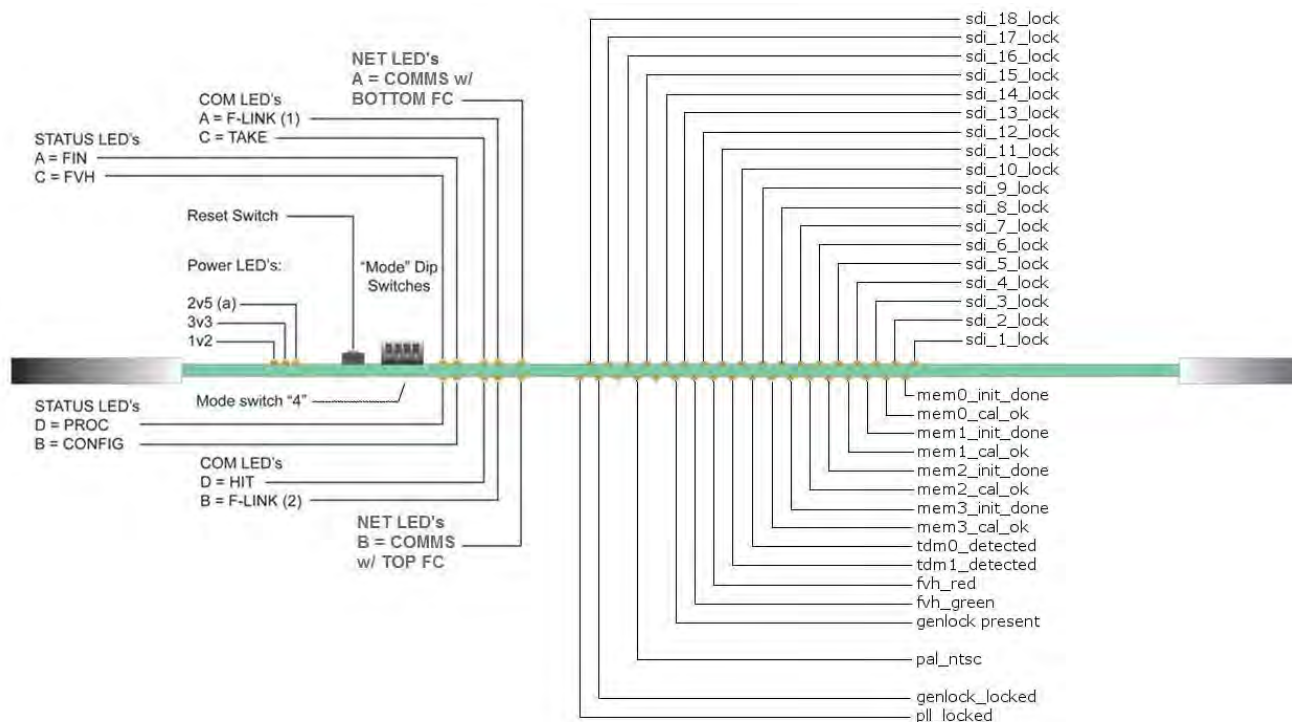 NET LED's
A = COMMS w/
BOTTOM FC
COM LED's
A = F-LINK (1)
C = TAKE
STATUS LED's
A = FIN
C = FVH
Reset Switch
Power LED's:
"Mode" Dip
Switches
2v5 (a)
3v3
1v2
sdi_18_lock
sdi_17_lock
sdi_16_lock
sdi_15_lock
sdi_14_lock
sdi_13_lock
sdi_12_lock
sdi_11_lock
sdi_10_lock
sdi_9_lock
sdi_8_lock
sdi_7_lock
sdi_6_lock
sdi_5_lock
sdi_4_lock
sdi_3_lock
sdi_2_lock
sdi_1_lock
Mode switch "4"
STATUS LED's
D = PROC
B = CONFIG
COM LED's
D = HIT
B = F-LINK (2)
NET LED's
B = COMMS
w/ TOP FC
mem0_init_done
mem0_cal_ok
mem1_init_done
mem1_cal_ok
mem2_init_done
mem2_cal_ok
mem3_init_done
mem3_cal_ok
tdm0_detected
tdm1_detected
fvh_red
fvh_green
genlock present
pal_ntsc
genlock_locked
pll_locked